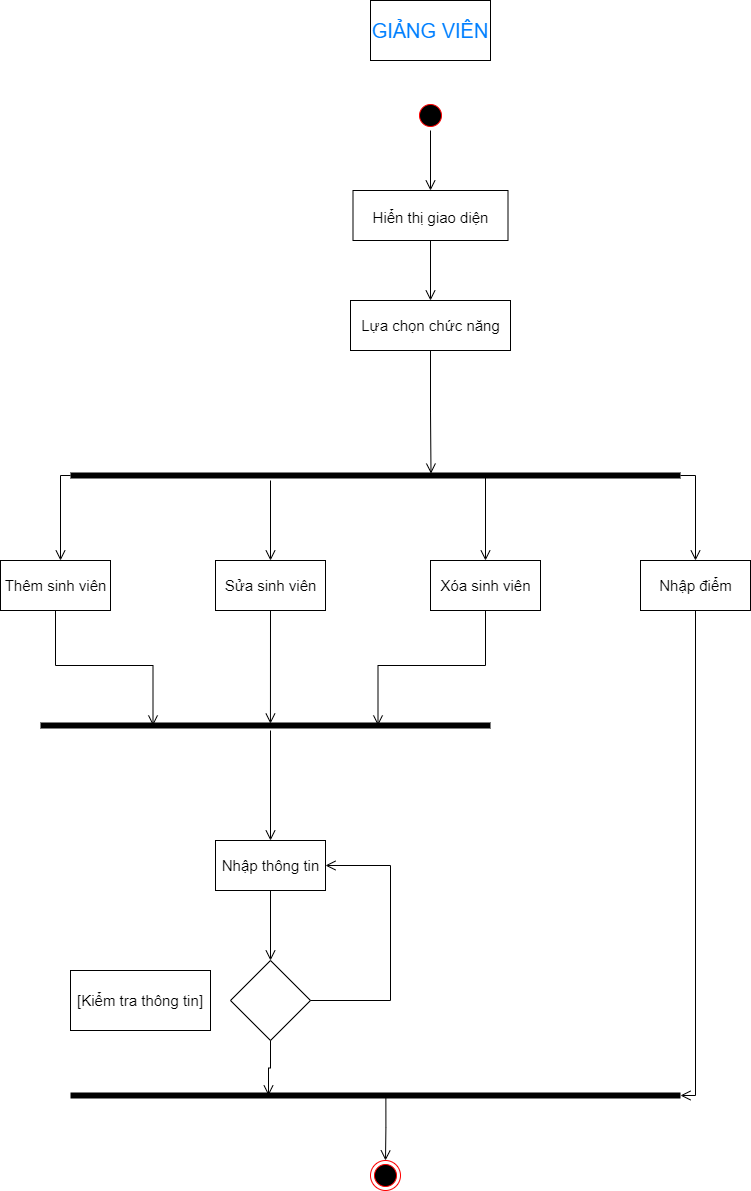 GIẢNG VIÊN
Hiển thị giao diện
Lựa chọn chức năng
Thêm sinh viên
Sửa sinh viên
Xóa sinh viên
Nhập điểm
Nhập thông tin
[Kiểm tra thông tin]